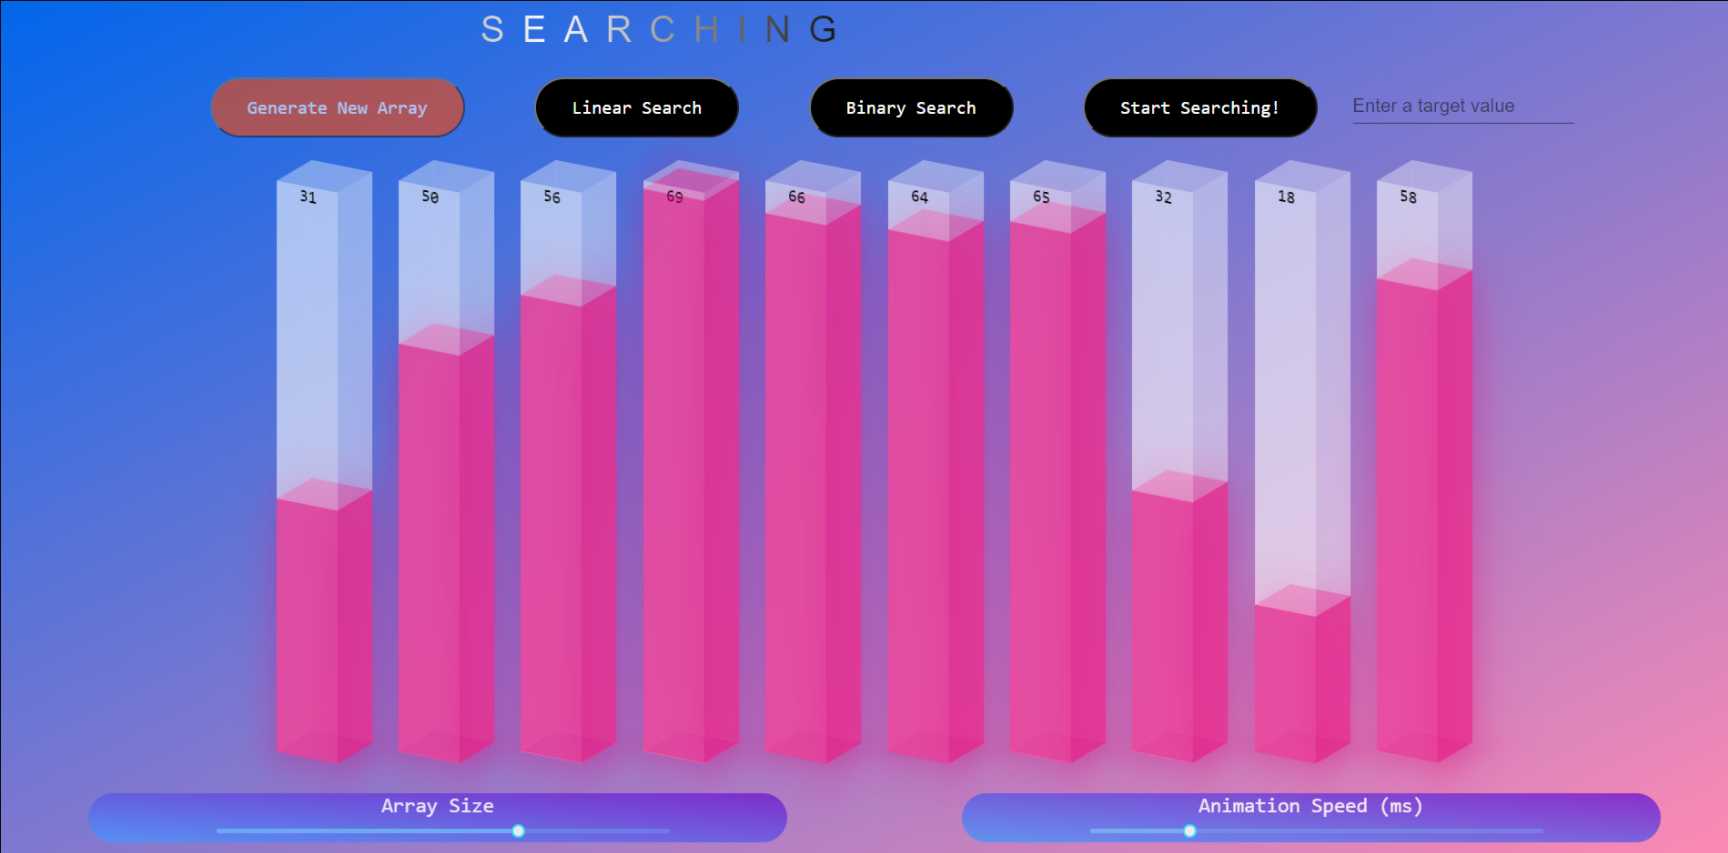 SEARCHING
Generate New Array Linear Search Binary Search Start Searching! Enter a target value
31 50 56 69 66 64 65 32 18 58
Array Size Animation Speed (ms)